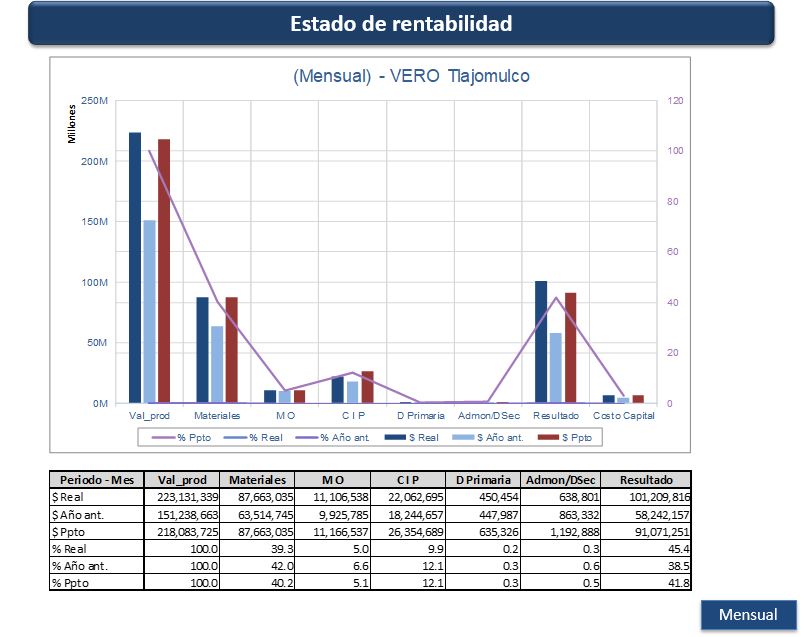 Estado de rentabilidad
(Mensual) - VERO Tlajomulco
Millones
250M
200M
150M
100M
50M
0M
120
100
80
60
40
20
0
Val_prod Materiales M O C I P D Primaria Admon/DSec Resultado Costo Capital
% Ppto % Real % Año ant. $ Real $ Año ant. $ Ppto
Periodo - Mes Val_prod Materiales M O C I P D Primaria Admon/DSec Resultado
$ Real 223,131,339 87,663,035 11,106,538 22,062,695 450,454 638,801 101,209,816
$ Año ant. 151,238,663 63,514,745 9,925,785 18,244,657 447,987 863,332 58,242,157
$ Ppto 218,083,725 87,663,035 11,166,537 26,354,689 635,326 1,192,888 91,071,251
% Real 100.0 39.3 5.0 9.9 0.2 0.3 45.4
% Año ant. 100.0 42.0 6.6 12.1 0.3 0.6 38.5
% Ppto 100.0 40.2 5.1 12.1 0.3 0.5 41.8
Mensual